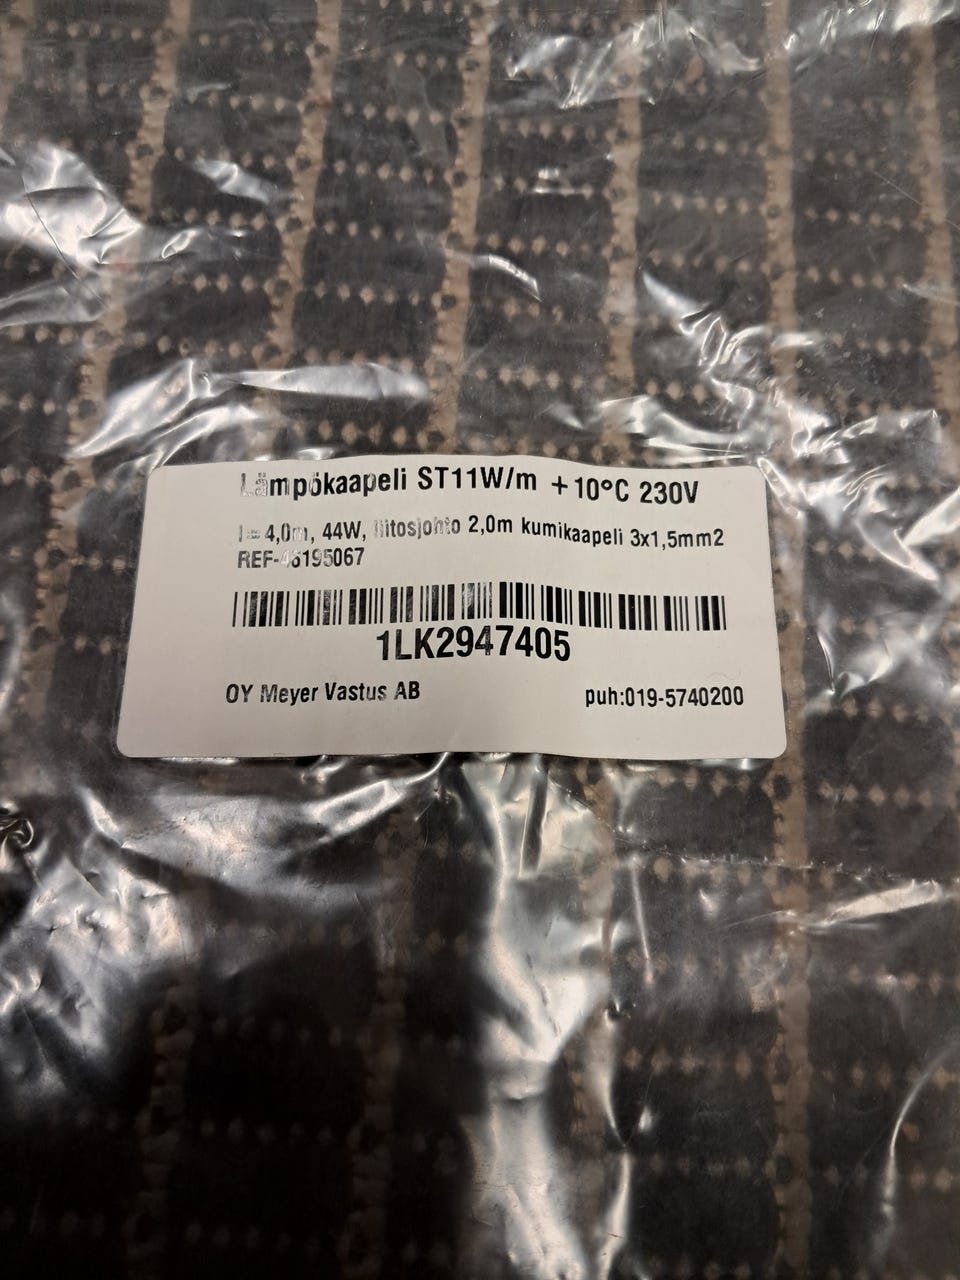 Lämpökaapeli ST11W/m +10°C 230V
l= 4,0m, 44W, liitosjohto 2,0m kumikaapeli 3x1,5mm2
1LK2947405
OY Meyer Vastus AB
puh:019-5740200